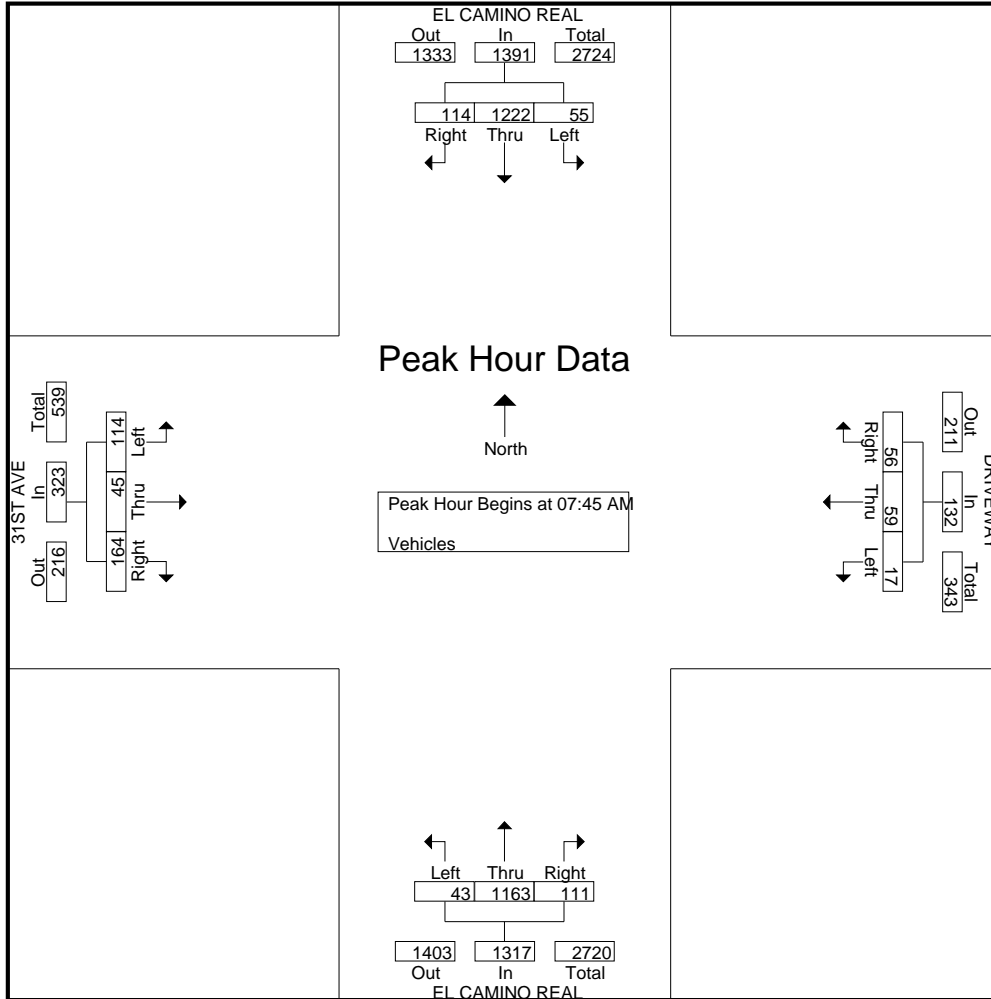 EL CAMINO REAL
Out In Total
1333 1391 2724
114 1222 55
Right Thru Left
Peak Hour Data
North
Peak Hour Begins at 07:45 AM
Vehicles
31ST AVE
Out In Total
216 323 539
Right Thru Left
164 45 114
DRIVEWAY
Out In Total
211 132 343
Right Thru Left
56 59 17
Left Thru Right
43 1163 111
1403 1317 2720
Out In Total
EL CAMINO REAL